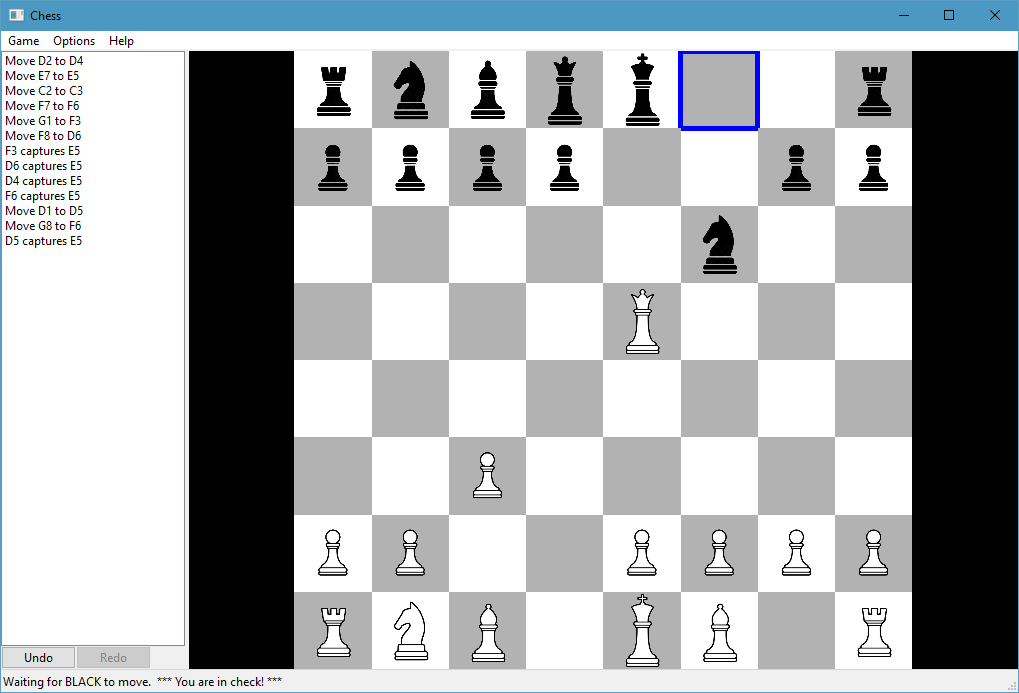 Chess
Game Options Help
Move D2 to D4
Move E7 to E5
Move C2 to C3
Move F7 to F6
Move G1 to F3
Move F8 to D6
F3 captures E5
D6 captures E5
D4 captures E5
F6 captures E5
Move D1 to D5
Move G8 to F6
D5 captures E5
Undo Redo
Waiting for BLACK to move. *** You are in check! ***